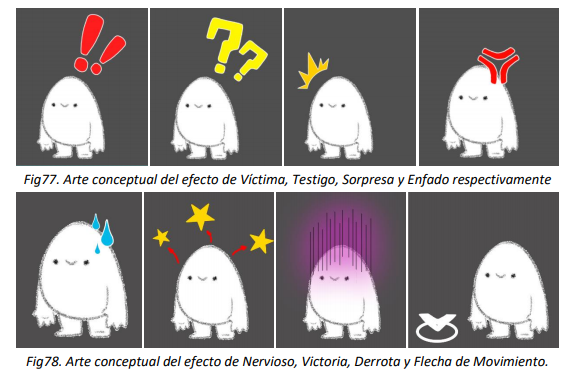 Fig77. Arte conceptual del efecto de Víctima, Testigo, Sorpresa y Enfado respectivamente
Fig78. Arte conceptual del efecto de Nervioso, Victoria, Derrota y Flecha de Movimiento.